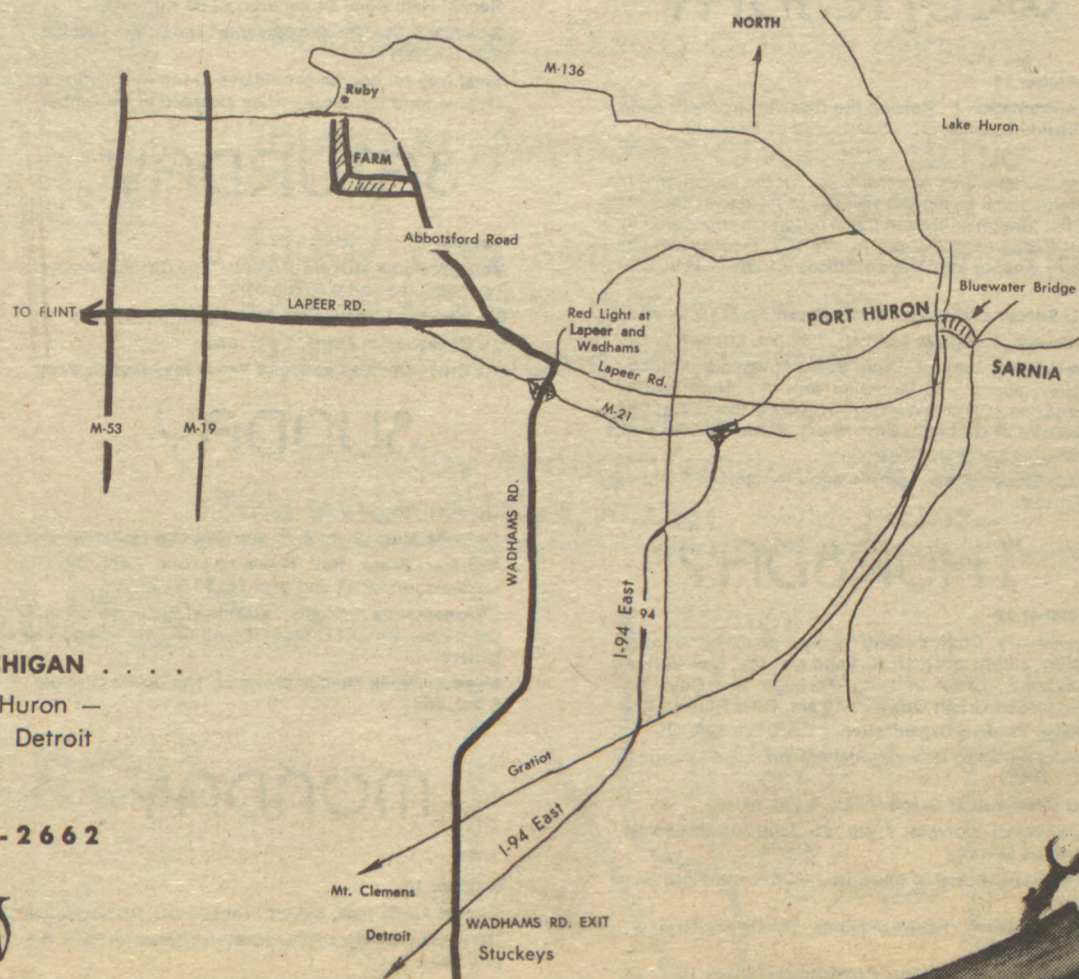 NORTH
M-136
Ruby
Lake Huron
FARM
Abbotsford Road
Bluewater Bridge
TO FLINT
LAPEER RD.
Red Light at
Lapeer and
Wadhams
PORT HURON
SARNIA
Lapeer Rd.
M-21
M-53
M-19
WADHAMS RD.
I-94 East
94
HIGAN . . . .
Huron —
Detroit
Gratiot
-2662
I-94 East
Mt. Clemens
WADHAMS RD. EXIT
Detroit
Stuckeys